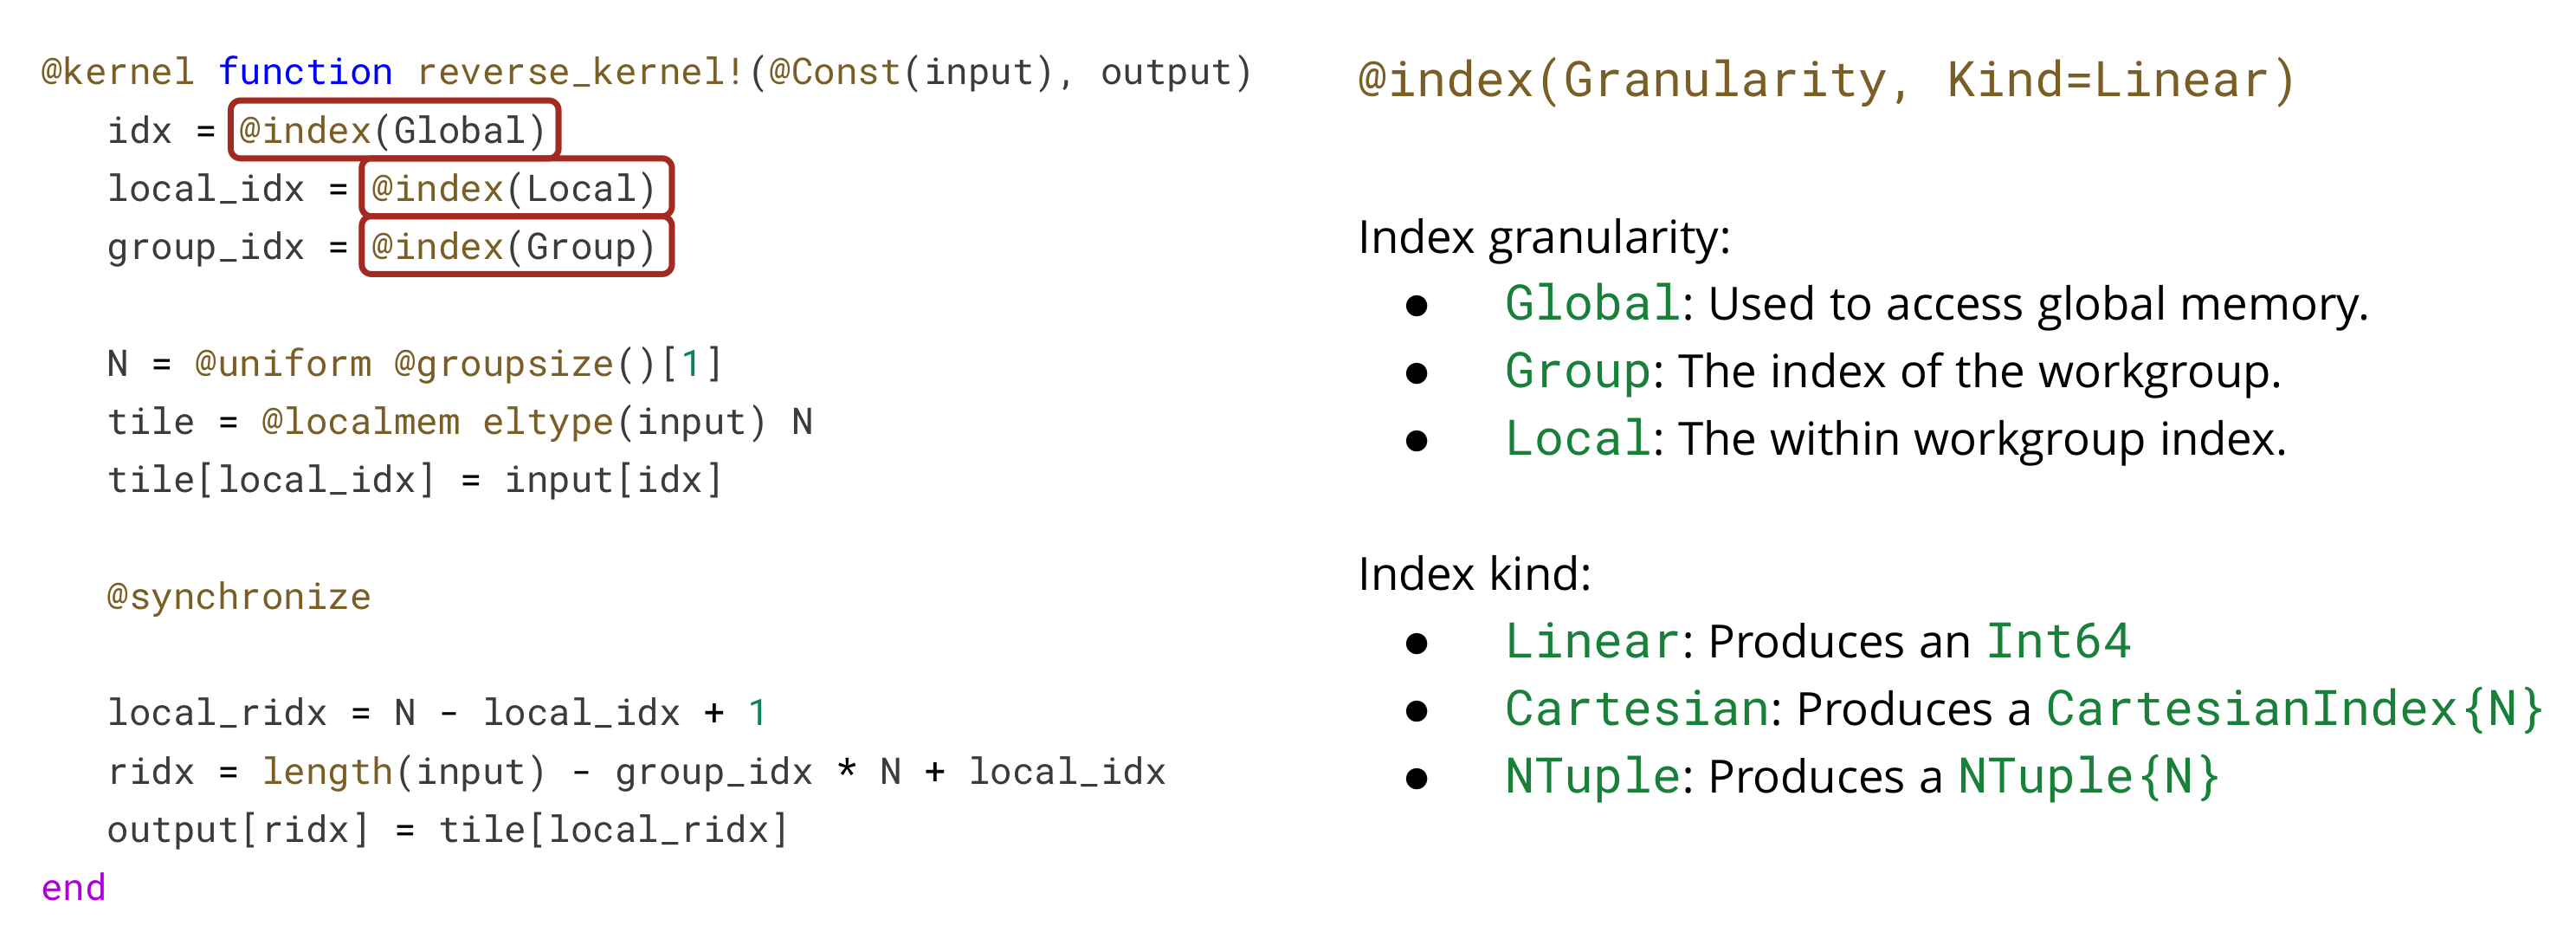 @kernel function reverse_kernel!(@Const(input), output)
idx = @index(Global)
local_idx = @index(Local)
group_idx = @index(Group)
N = @uniform @groupsize()[1]
tile = @localmem eltype(input) N
tile[local_idx] = input[idx]
@synchronize
local_ridx = N - local_idx + 1
ridx = length(input) - group_idx * N + local_idx
output[ridx] = tile[local_ridx]
end
@index(Granularity, Kind=Linear)
Index granularity:
● Global: Used to access global memory.
● Group: The index of the workgroup.
● Local: The within workgroup index.
Index kind:
● Linear: Produces an Int64
● Cartesian: Produces a CartesianIndex{N}
● NTuple: Produces a NTuple{N}